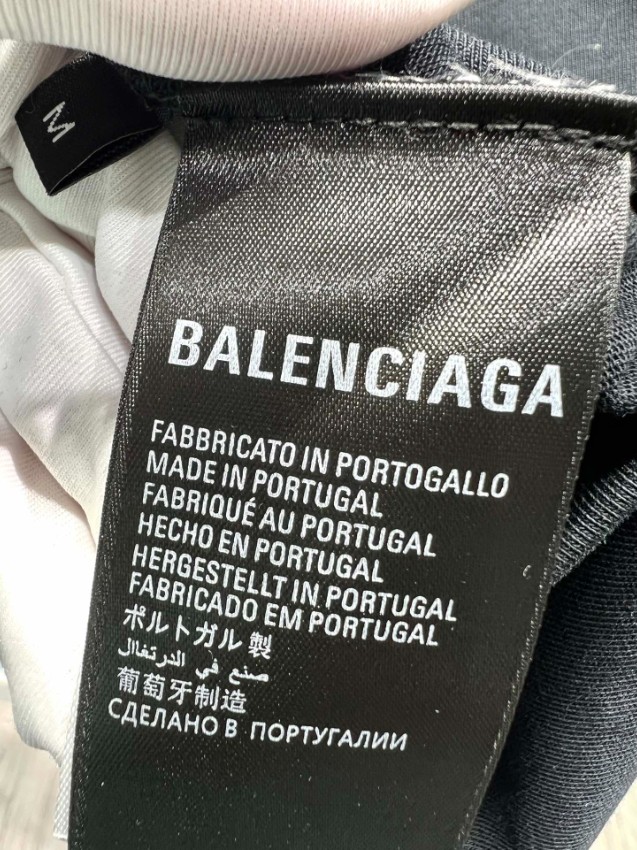 M
BALENCIAGA
FABBRICATO IN PORTOGALLO
MADE IN PORTUGAL
FABRIQUÉ AU PORTUGAL
HECHO EN PORTUGAL
HERGESTELLT IN PORTUGAL
FABRICADO EM PORTUGAL
ポルトガル 製
صنع في الدرتغاال
葡萄牙制造
СДЕЛАНО В ПОРТУГАЛИИ